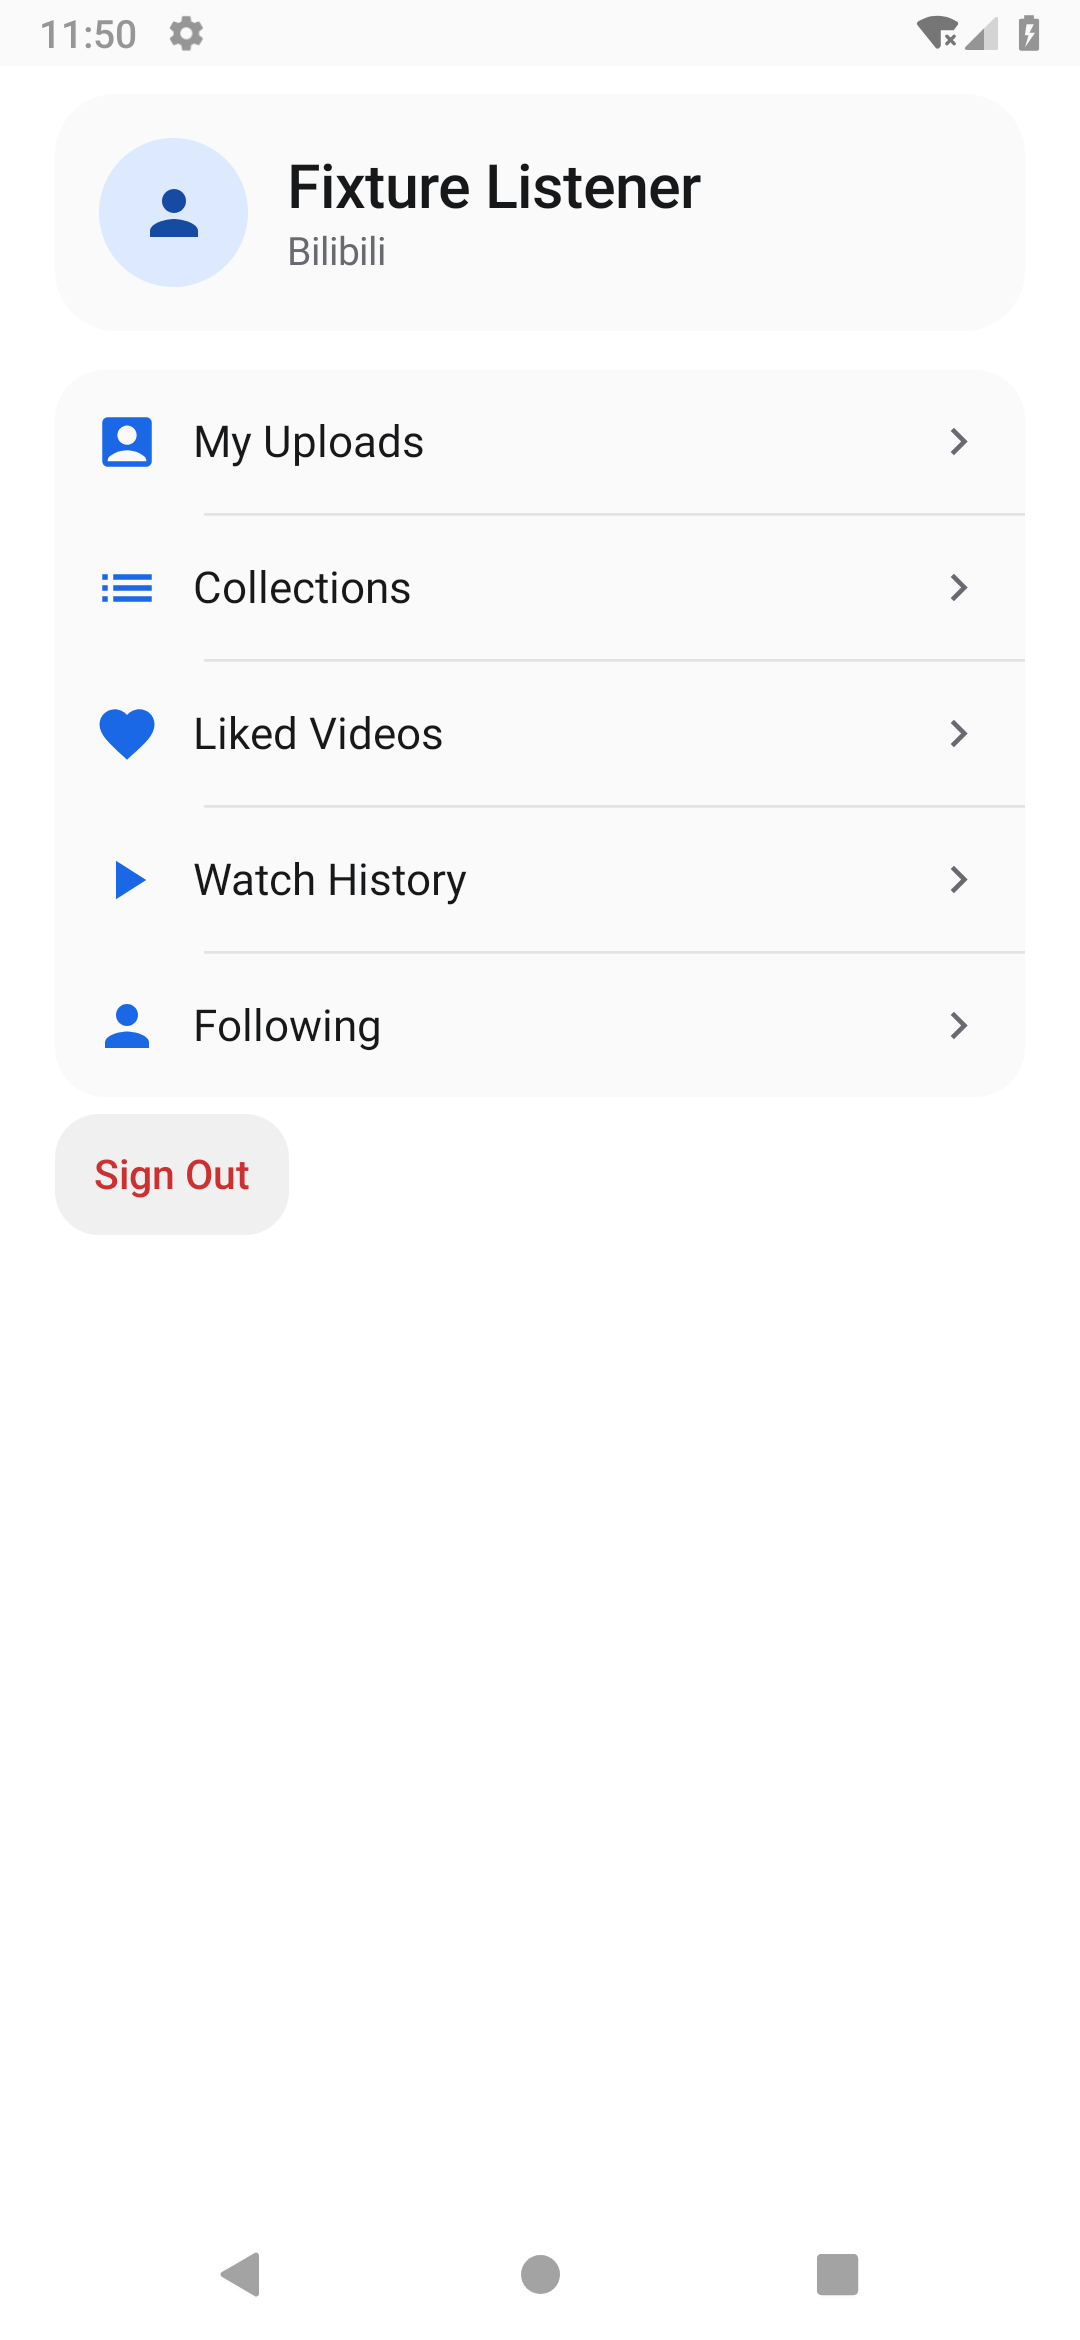 11:50
Fixture Listener
Bilibili
My Uploads
Collections
Liked Videos
Watch History
Following
Sign Out